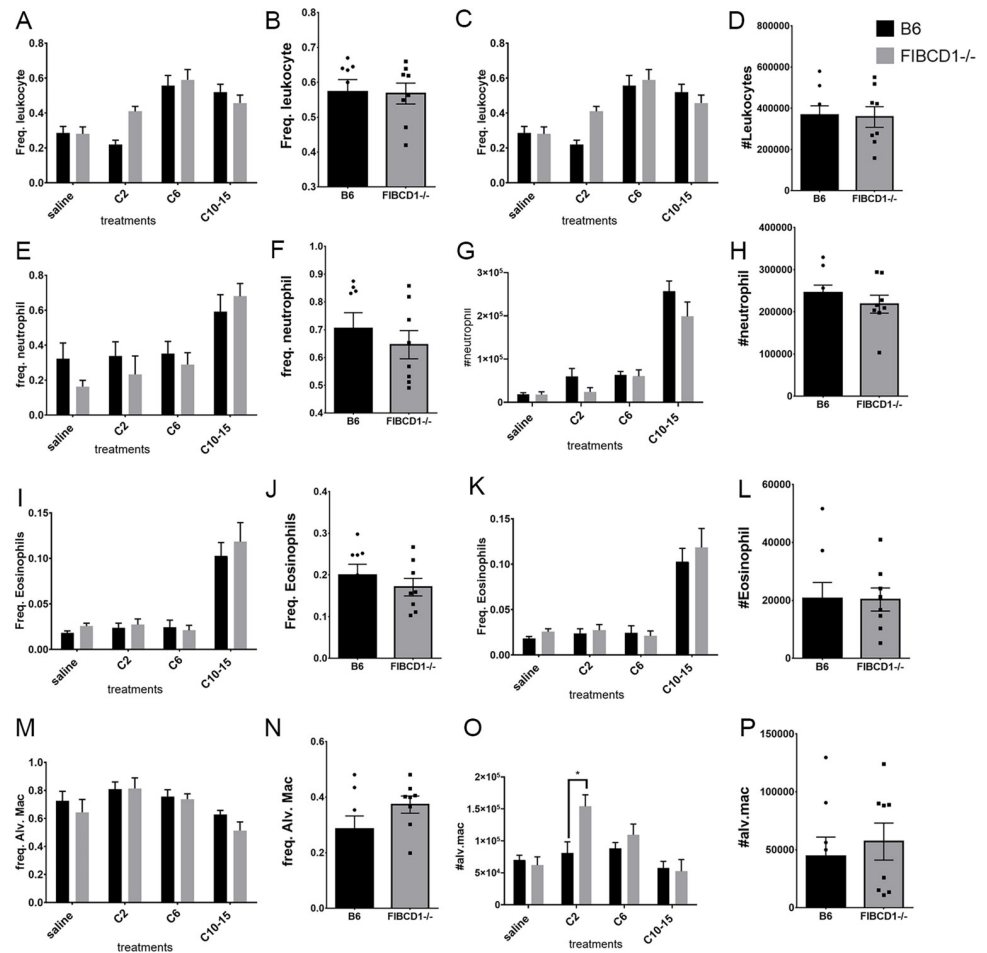 A
Freq. leukocyte
0.8
0.6
0.4
0.2
0.0
saline
C2
C6
C10-15
treatments
B
Freq. leukocyte
0.8
0.7
0.6
0.5
0.4
0.3
B6
FIBCD1-/-
C
Freq. leukocyte
0.8
0.6
0.4
0.2
0.0
saline
C2
C6
C10-15
treatments
D
B6
FIBCD1-/-
#Leukocytes
800000
600000
400000
200000
0
B6
FIBCD1-/-
E
freq. neutrophil
0.8
0.6
0.4
0.2
0.0
saline
C2
C6
C10-15
treatments
F
freq. neutrophil
1.0
0.9
0.8
0.7
0.6
0.5
0.4
B6
FIBCD1-/-
G
#neutrophil
3×10⁵
2×10⁵
1×10⁵
0
saline
C2
C6
C10-15
treatments
H
#neutrophil
400000
300000
200000
100000
0
B6
FIBCD1-/-
I
Freq. Eosinophils
0.15
0.10
0.05
0.00
saline
C2
C6
C10-15
treatments
J
Freq. Eosinophils
0.4
0.3
0.2
0.1
0.0
B6
FIBCD1-/-
K
Freq. Eosinophils
0.15
0.10
0.05
0.00
saline
C2
C6
C10-15
treatments
L
#Eosinophil
60000
40000
20000
0
B6
FIBCD1-/-
M
freq. Alv. Mac
1.0
0.8
0.6
0.4
0.2
0.0
saline
C2
C6
C10-15
treatments
N
freq. Alv. Mac
0.6
0.4
0.2
0.0
B6
FIBCD1-/-
O
#alv.mac
2×10⁵
2×10⁵
1×10⁵
5×10⁴
0
*
saline
C2
C6
C10-15
treatments
P
#alv.mac
150000
100000
50000
0
B6
FIBCD1-/-